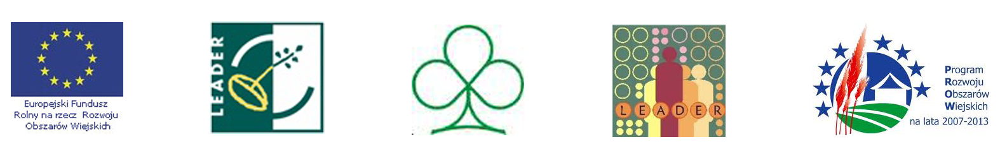 Europejski Fundusz
Rolny na rzecz Rozwoju
Obszarów Wiejskich
LEADER
LEADER
Program
Rozwoju
Obszarów
Wiejskich
na lata 2007-2013